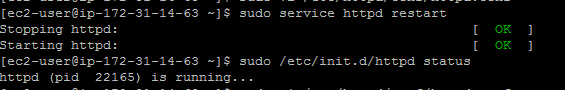 [ec2-user@ip-172-31-14-63 ~]$ sudo service httpd restart
Stopping httpd: [ OK ]
Starting httpd: [ OK ]
[ec2-user@ip-172-31-14-63 ~]$ sudo /etc/init.d/httpd status
httpd (pid 22165) is running...